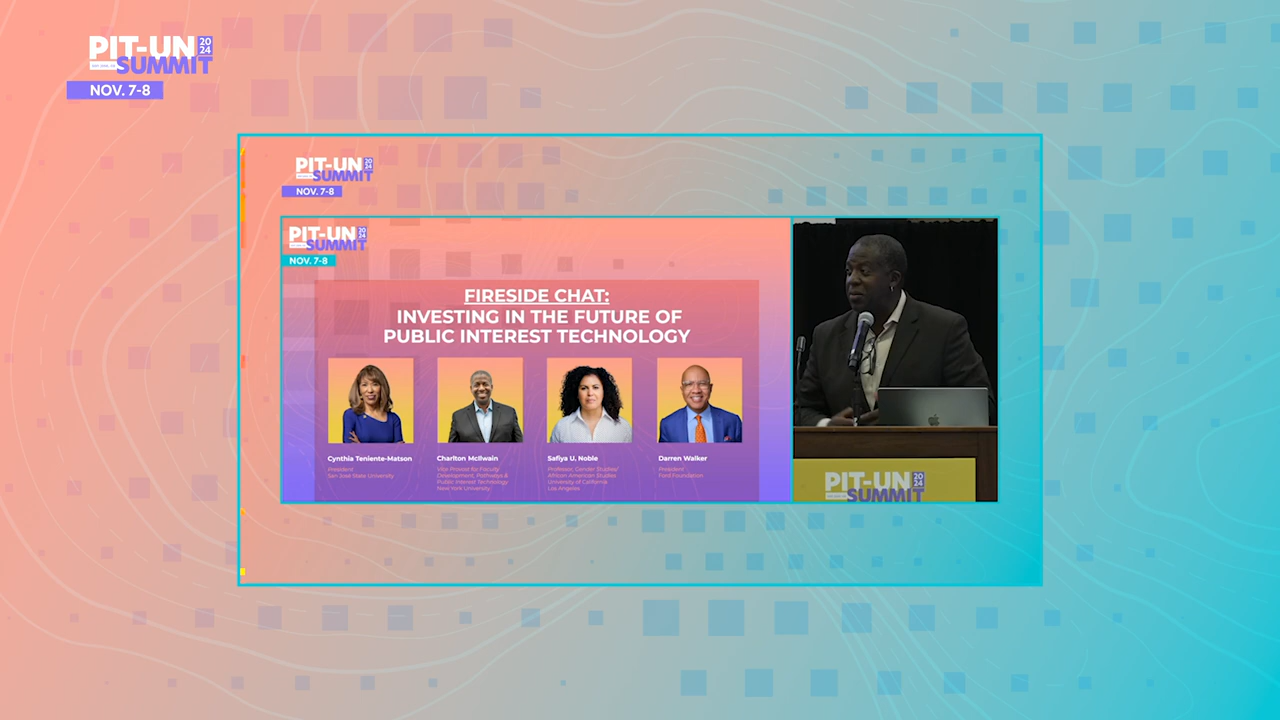 PIT-UN 2024
SUMMIT
NOV. 7-8
PIT-UN 2024
SUMMIT
NOV. 7-8
PIT-UN 2024
SUMMIT
NOV. 7-8
FIRESIDE CHAT:
INVESTING IN THE FUTURE OF
PUBLIC INTEREST TECHNOLOGY
Cynthia Teniente-Matson
President
San José State University
Charlton McIlwain
Vice Provost for Faculty
Development, Pathways &
Public Interest Technology
New York University
Safiya U. Noble
Professor, Gender Studies/
African American Studies
University of California
Los Angeles
Darren Walker
President
Ford Foundation
PIT-UN 2024
SUMMIT